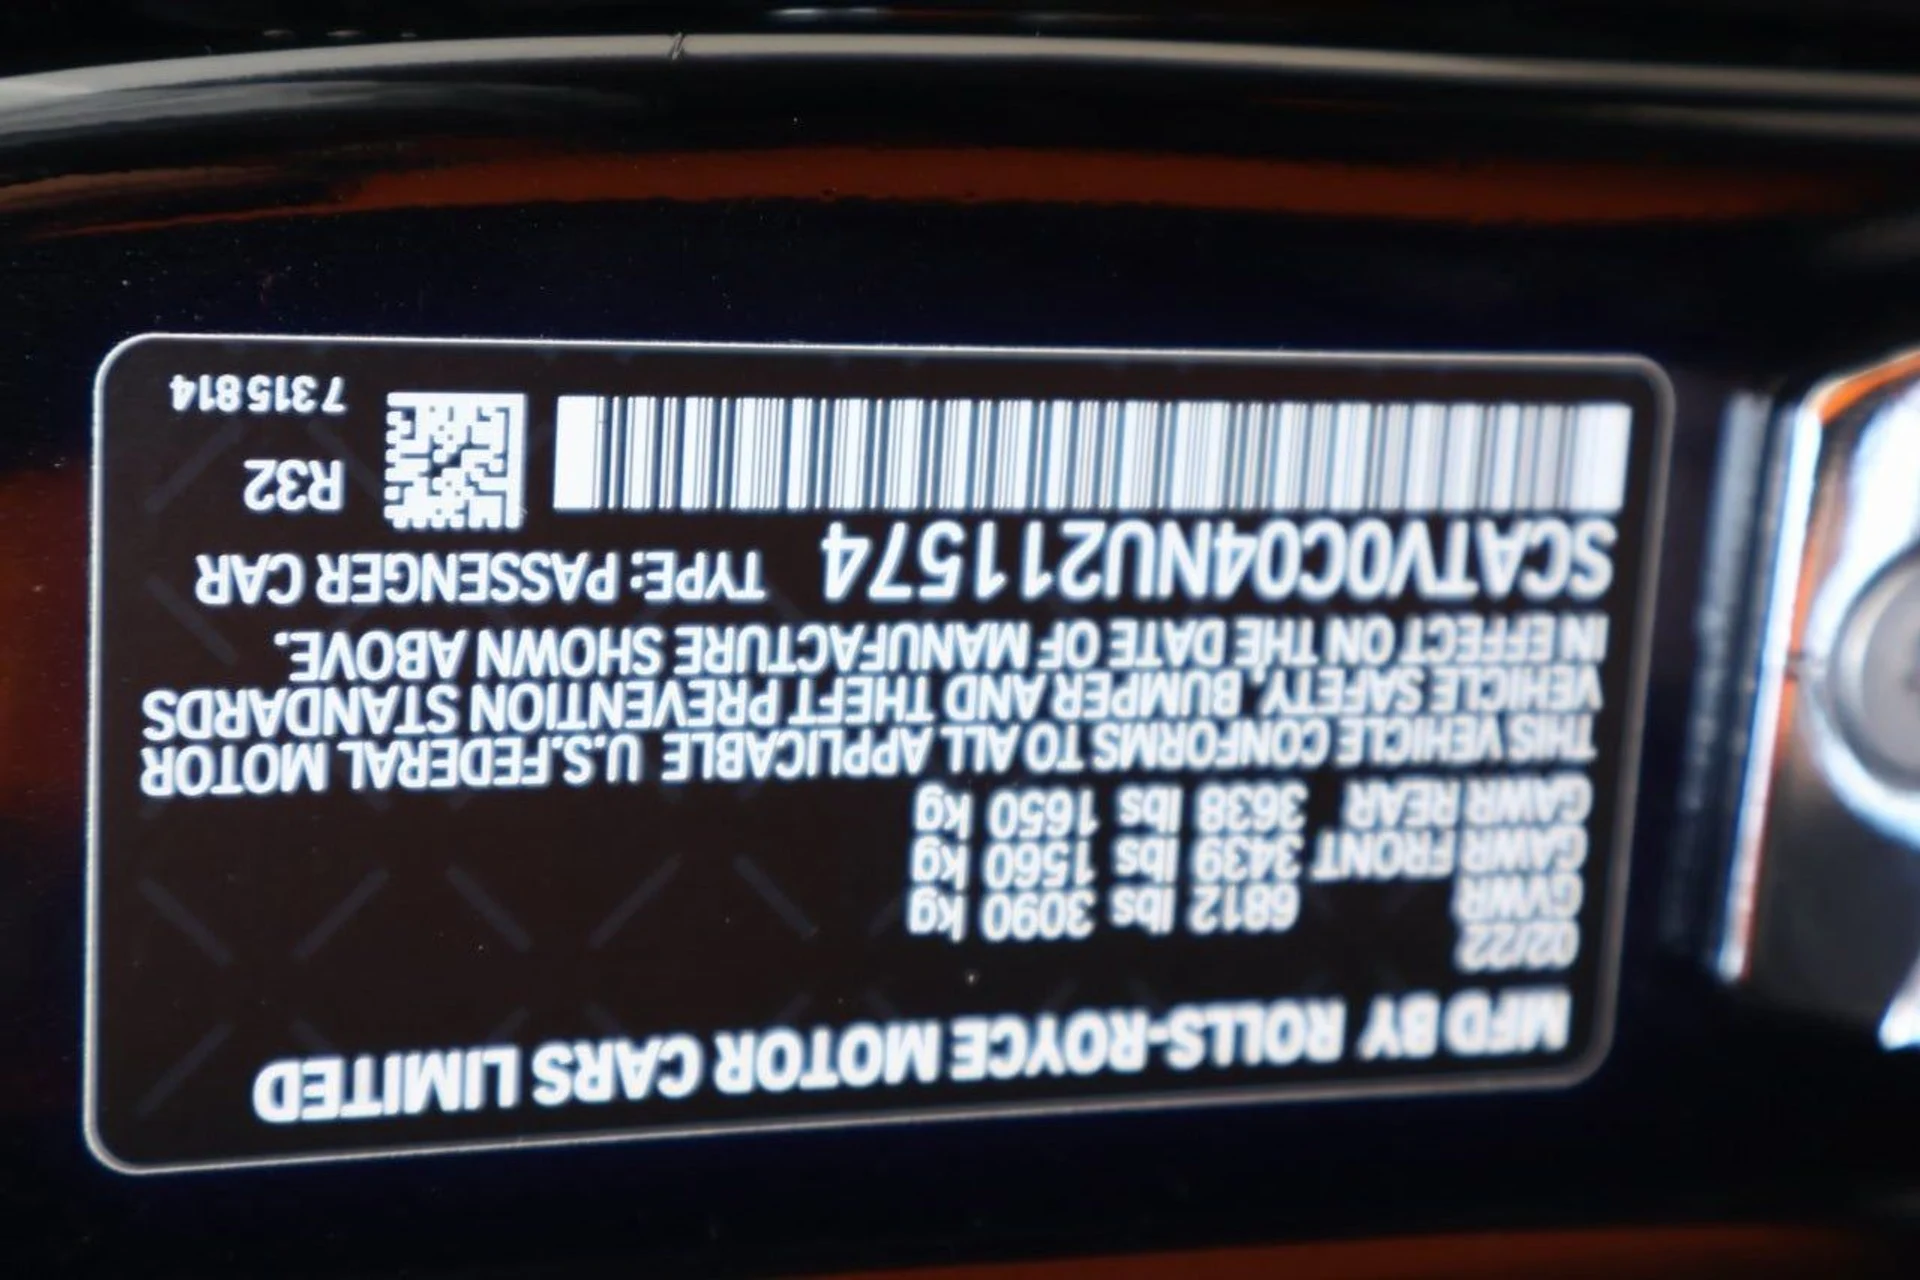 MFD BY ROLLS-ROYCE MOTOR CARS LIMITED
02/22
GVWR 6812 lbs 3090 kg
GAWR FRONT 3439 lbs 1560 kg
GAWR REAR 3638 lbs 1650 kg
THIS VEHICLE CONFORMS TO ALL APPLICABLE U.S.FEDERAL MOTOR
VEHICLE SAFETY, BUMPER AND THEFT PREVENTION STANDARDS
IN EFFECT ON THE DATE OF MANUFACTURE SHOWN ABOVE.
SCATV0C04NU211574 TYPE: PASSENGER CAR
R32
7315814